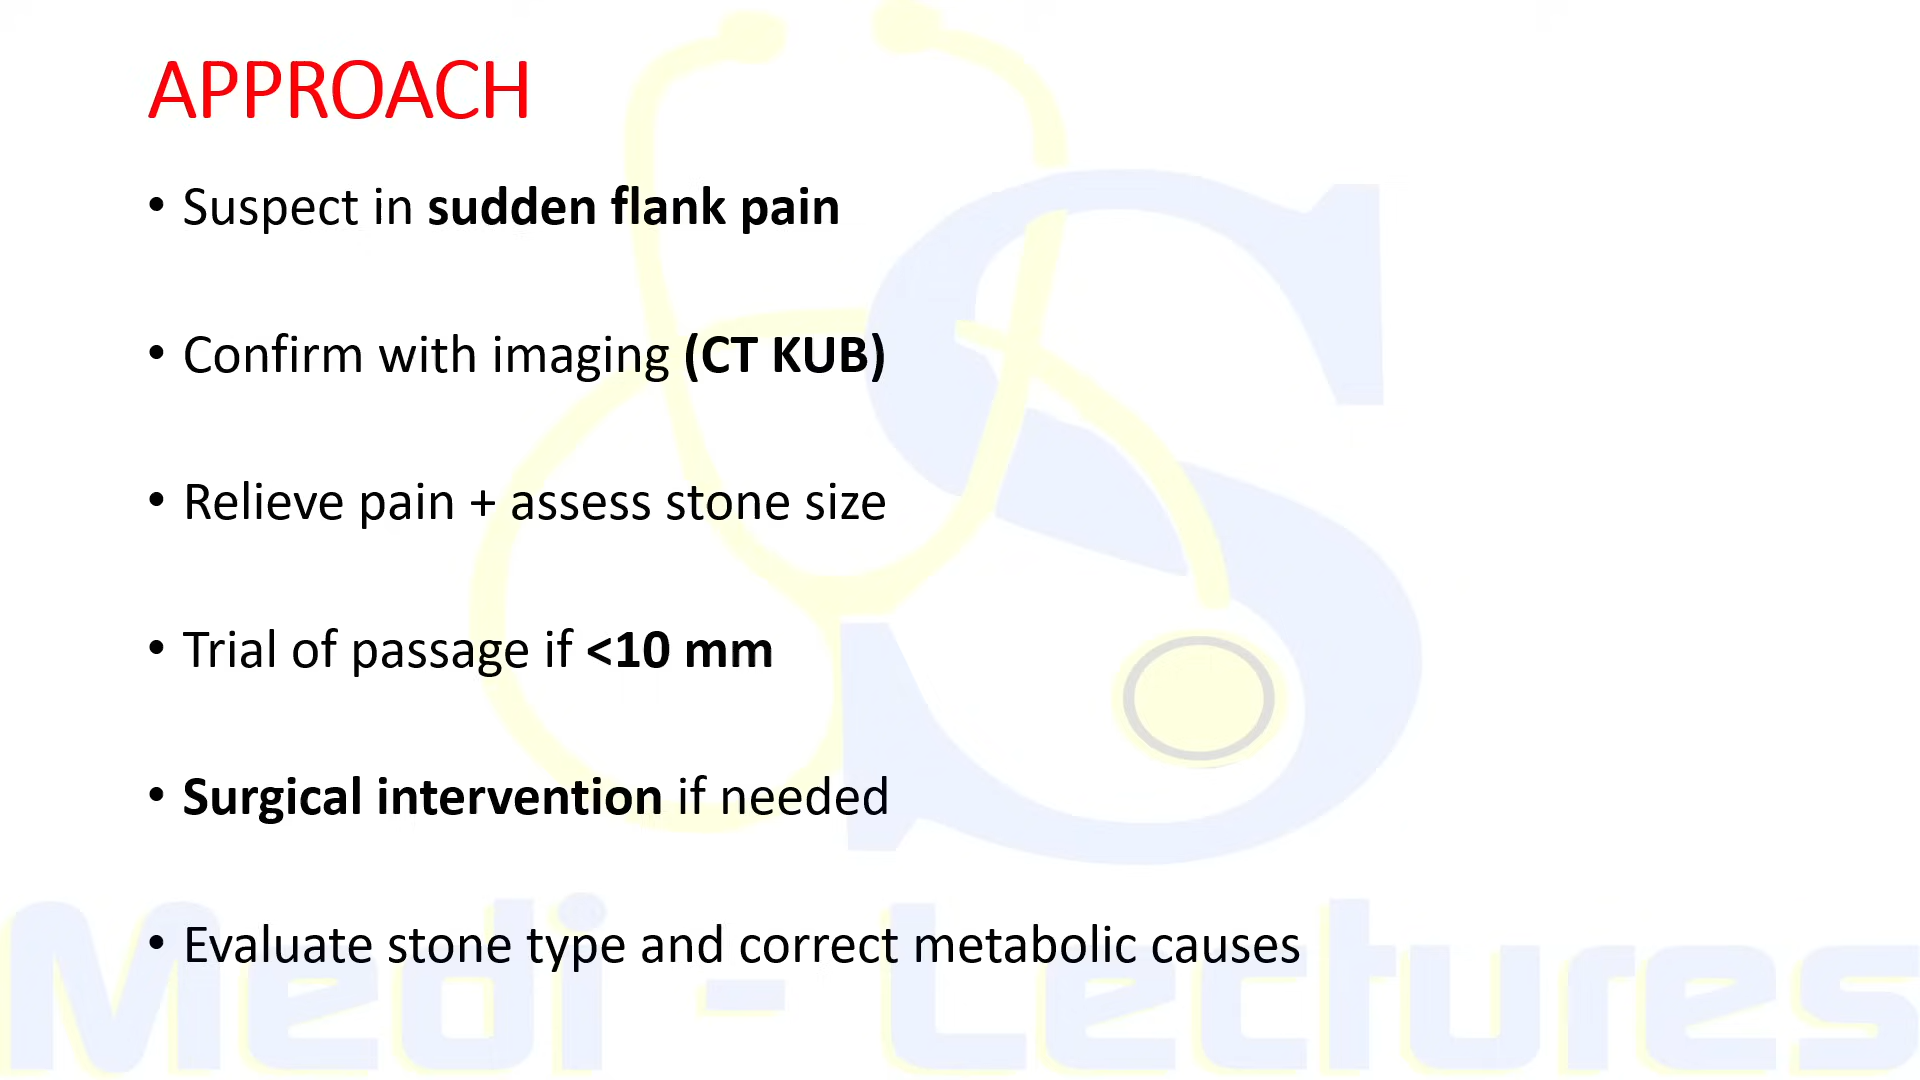 APPROACH
• Suspect in sudden flank pain
• Confirm with imaging (CT KUB)
• Relieve pain + assess stone size
• Trial of passage if <10 mm
• Surgical intervention if needed
• Evaluate stone type and correct metabolic causes
S
Medi - Lectures